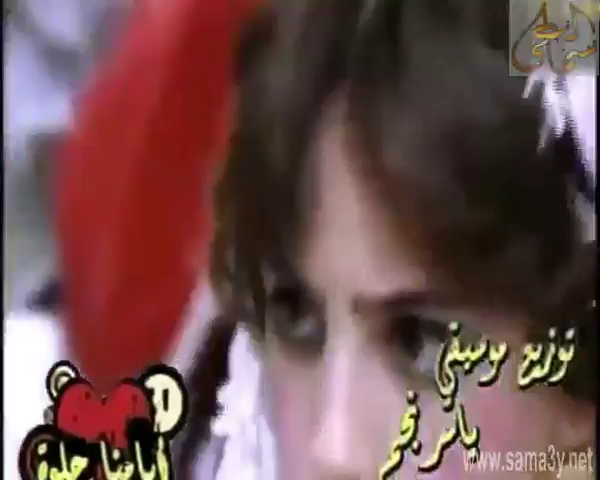 توزيع موسيقي
ياسر نجم
أيامنا حلوة
www.sama3y.net